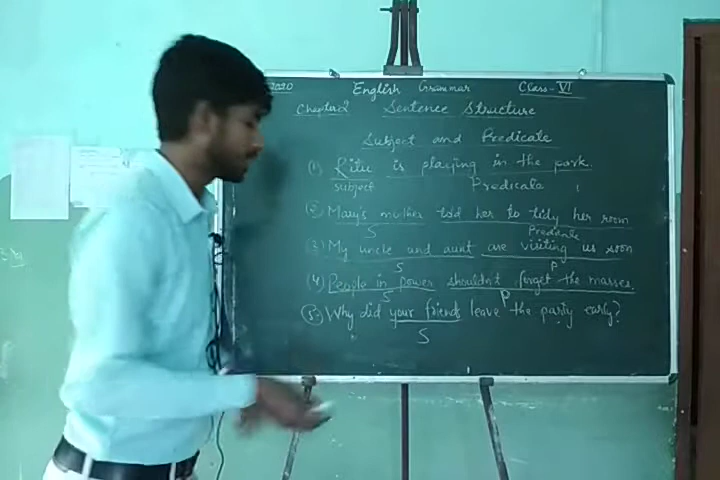 2020 English Grammar Class - VI
Chapter 2 Sentence Structure
Subject and Predicate
(1) Ritu is playing in the park.
subject Predicate
(2) Mary's mother told her to tidy her room
S Predicate
(3) My uncle and aunt are visiting us soon
S P
(4) People in power shouldn't forget the masses.
S P
(5) Why did your friends leave the party early?
S